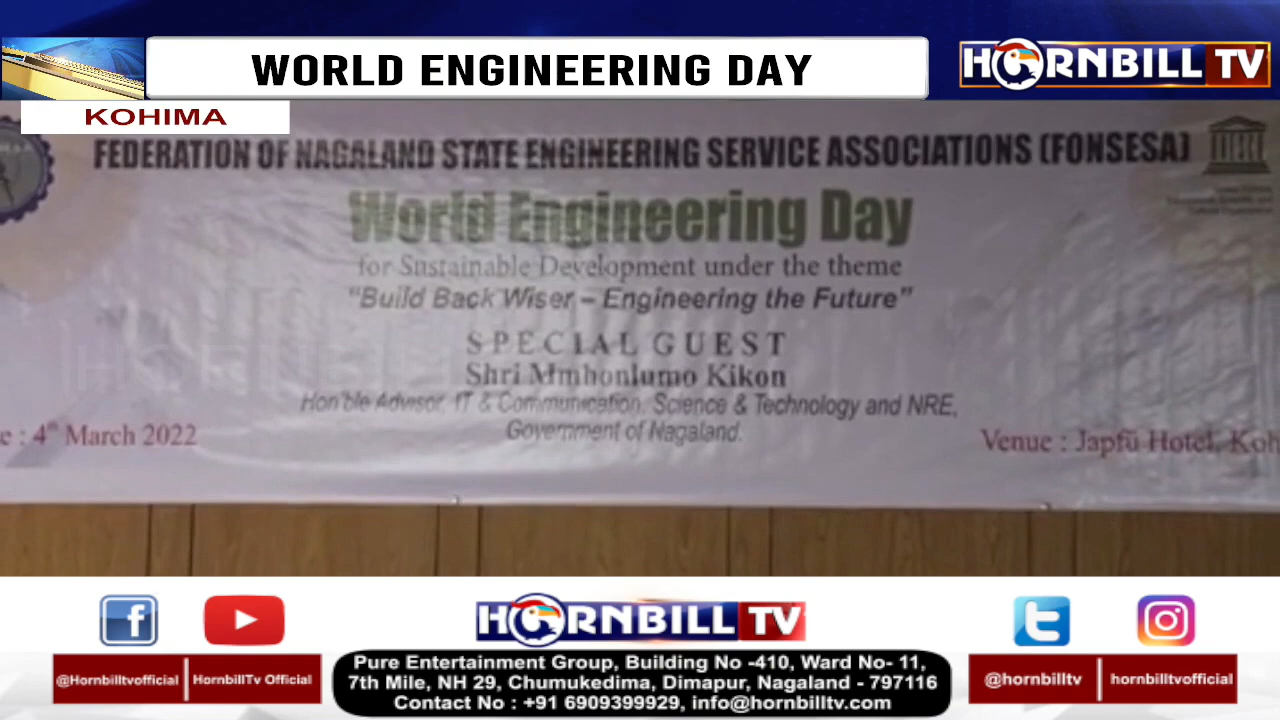 WORLD ENGINEERING DAY
HORNBILL TV
KOHIMA
FEDERATION OF NAGALAND STATE ENGINEERING SERVICE ASSOCIATIONS (FONSESA)
UNESCO
World Engineering Day
for Sustainable Development under the theme
"Build Back Wiser – Engineering the Future"
SPECIAL GUEST
Shri Mmhonlumo Kikon
Hon'ble Advisor, IT & Communication, Science & Technology and NRE,
Government of Nagaland.
e : 4th March 2022
Venue : Japfü Hotel, Koh
HORNBILL TV
@Hornbilltvofficial
HornbillTv Official
Pure Entertainment Group, Building No -410, Ward No- 11,
7th Mile, NH 29, Chumukedima, Dimapur, Nagaland - 797116
Contact No : +91 6909399929, info@hornbilltv.com
@hornbilltv
hornbilltvofficial